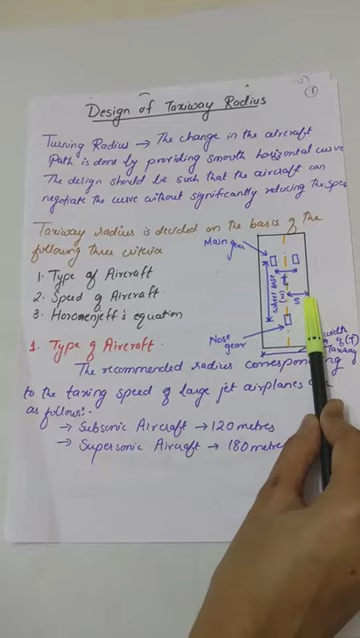 ①
Design of Taxiway Radius
Turning Radius → The change in the aircraft
Path is done by providing smooth horizontal curve
The design should be such that the aircraft can
negotiate the curve without significantly reducing the spee
Taxiway radius is decided on the basis of the
following three criteria
1. Type of Aircraft
2. Speed of Aircraft
3. Horomenjeff's equation
Main gear
wheel base
(w)
t
S
Nose
gear
width
of (T)
Taxiway
1. Type of Aircraft.
The recommended radius corresponding
to the taxing speed of large jet airplanes
as follows:-
→ Subsonic Aircraft → 120 metres
→ Supersonic Aircraft → 180 metres